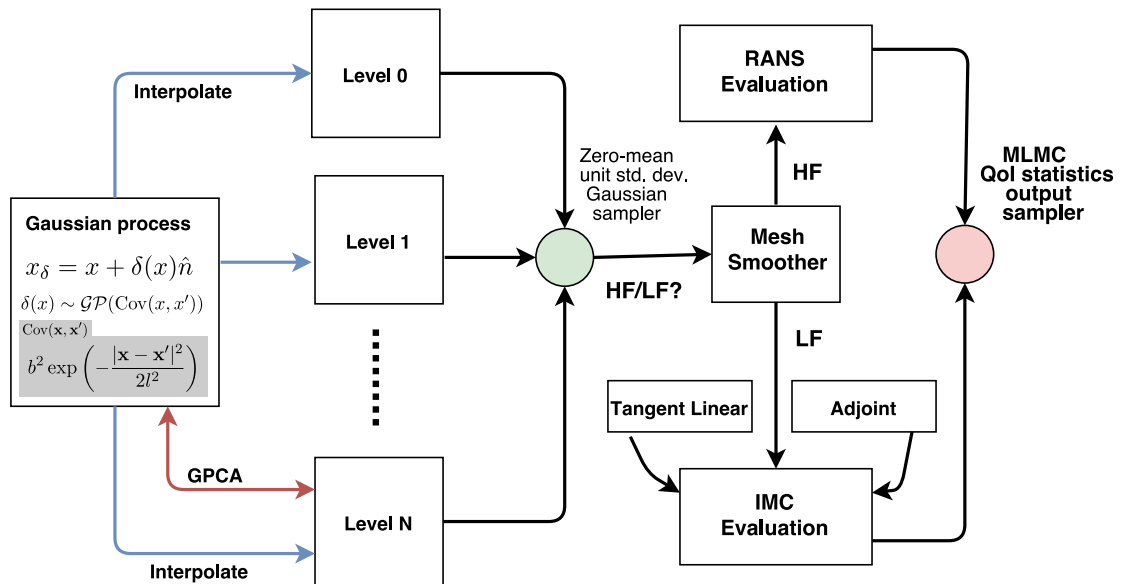 Interpolate
Level 0
RANS
Evaluation
Zero-mean
unit std. dev.
Gaussian
sampler
HF
MLMC
QoI statistics
output
sampler
Gaussian process
x_δ = x + δ(x)n̂
δ(x) ∼ 𝒢𝒫(Cov(x, x′))
Cov(𝐱, 𝐱′)
b² exp(−|𝐱 − 𝐱′|² / 2l²)
Level 1
HF/LF?
Mesh
Smoother
LF
Tangent Linear
Adjoint
GPCA
Level N
IMC
Evaluation
Interpolate